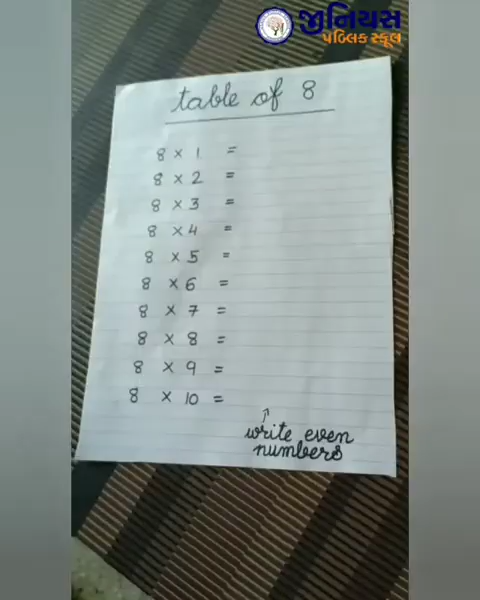 જીનિયસ
પબ્લિક સ્કૂલ
table of 8
8 × 1 =
8 × 2 =
8 × 3 =
8 × 4 =
8 × 5 =
8 × 6 =
8 × 7 =
8 × 8 =
8 × 9 =
8 × 10 =
↑
write even
numbers